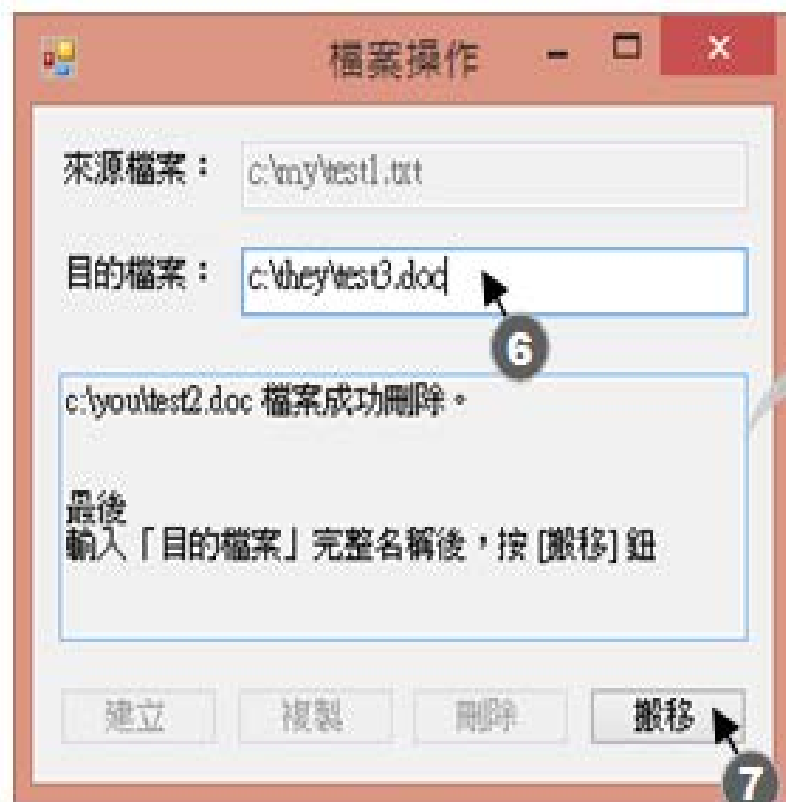 檔案操作
來源檔案： c:\my\test1.txt
目的檔案： c:\they\test3.doc
6
c:\you\test2.doc 檔案成功刪除。
最後
輸入「目的檔案」完整名稱後，按 [搬移] 鈕
建立 複製 刪除 搬移
7